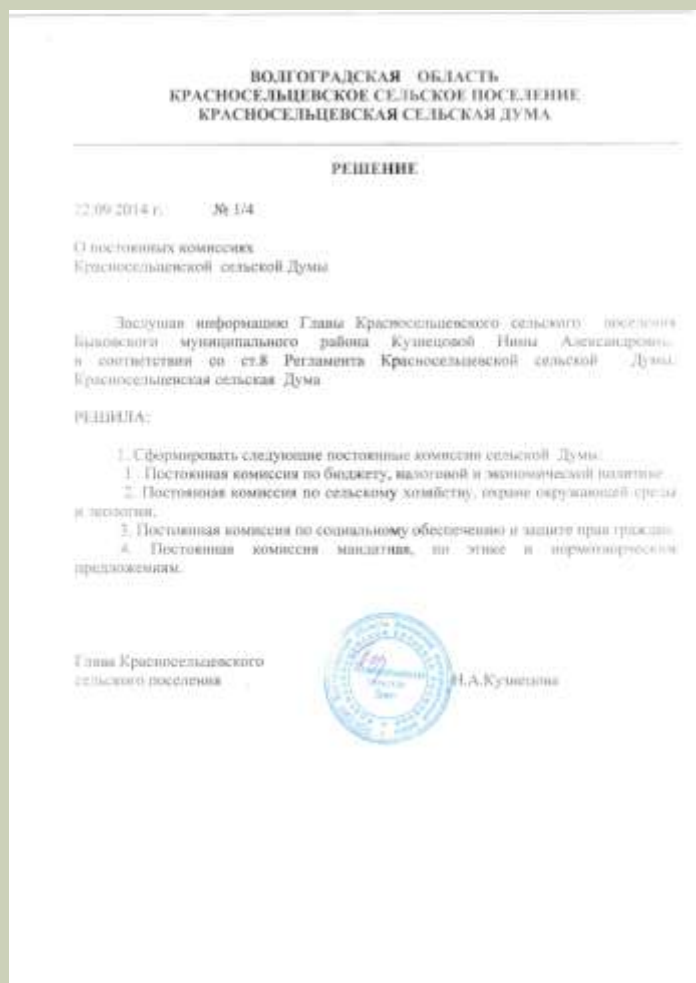 ВОЛГОГРАДСКАЯ ОБЛАСТЬ
КРАСНОСЕЛЬЦЕВСКОЕ СЕЛЬСКОЕ ПОСЕЛЕНИЕ
КРАСНОСЕЛЬЦЕВСКАЯ СЕЛЬСКАЯ ДУМА
РЕШЕНИЕ
22.09.2014 г. № 1/4
О постоянных комиссиях
Красносельцевской сельской Думы
Заслушав информацию Главы Красносельцевского сельского поселения
Быковского муниципального района Кузнецовой Нины Александровны,
в соответствии со ст.8 Регламента Красносельцевской сельской Думы,
Красносельцевская сельская Дума
РЕШИЛА:
1. Сформировать следующие постоянные комиссии сельской Думы:
1. Постоянная комиссия по бюджету, налоговой и экономической политике
2. Постоянная комиссия по сельскому хозяйству, охране окружающей среды
и экологии.
3. Постоянная комиссия по социальному обеспечению и защите прав граждан.
4. Постоянная комиссия мандатная, по этике и нормотворческим
предложениям.
Глава Красносельцевского
сельского поселения Н.А.Кузнецова